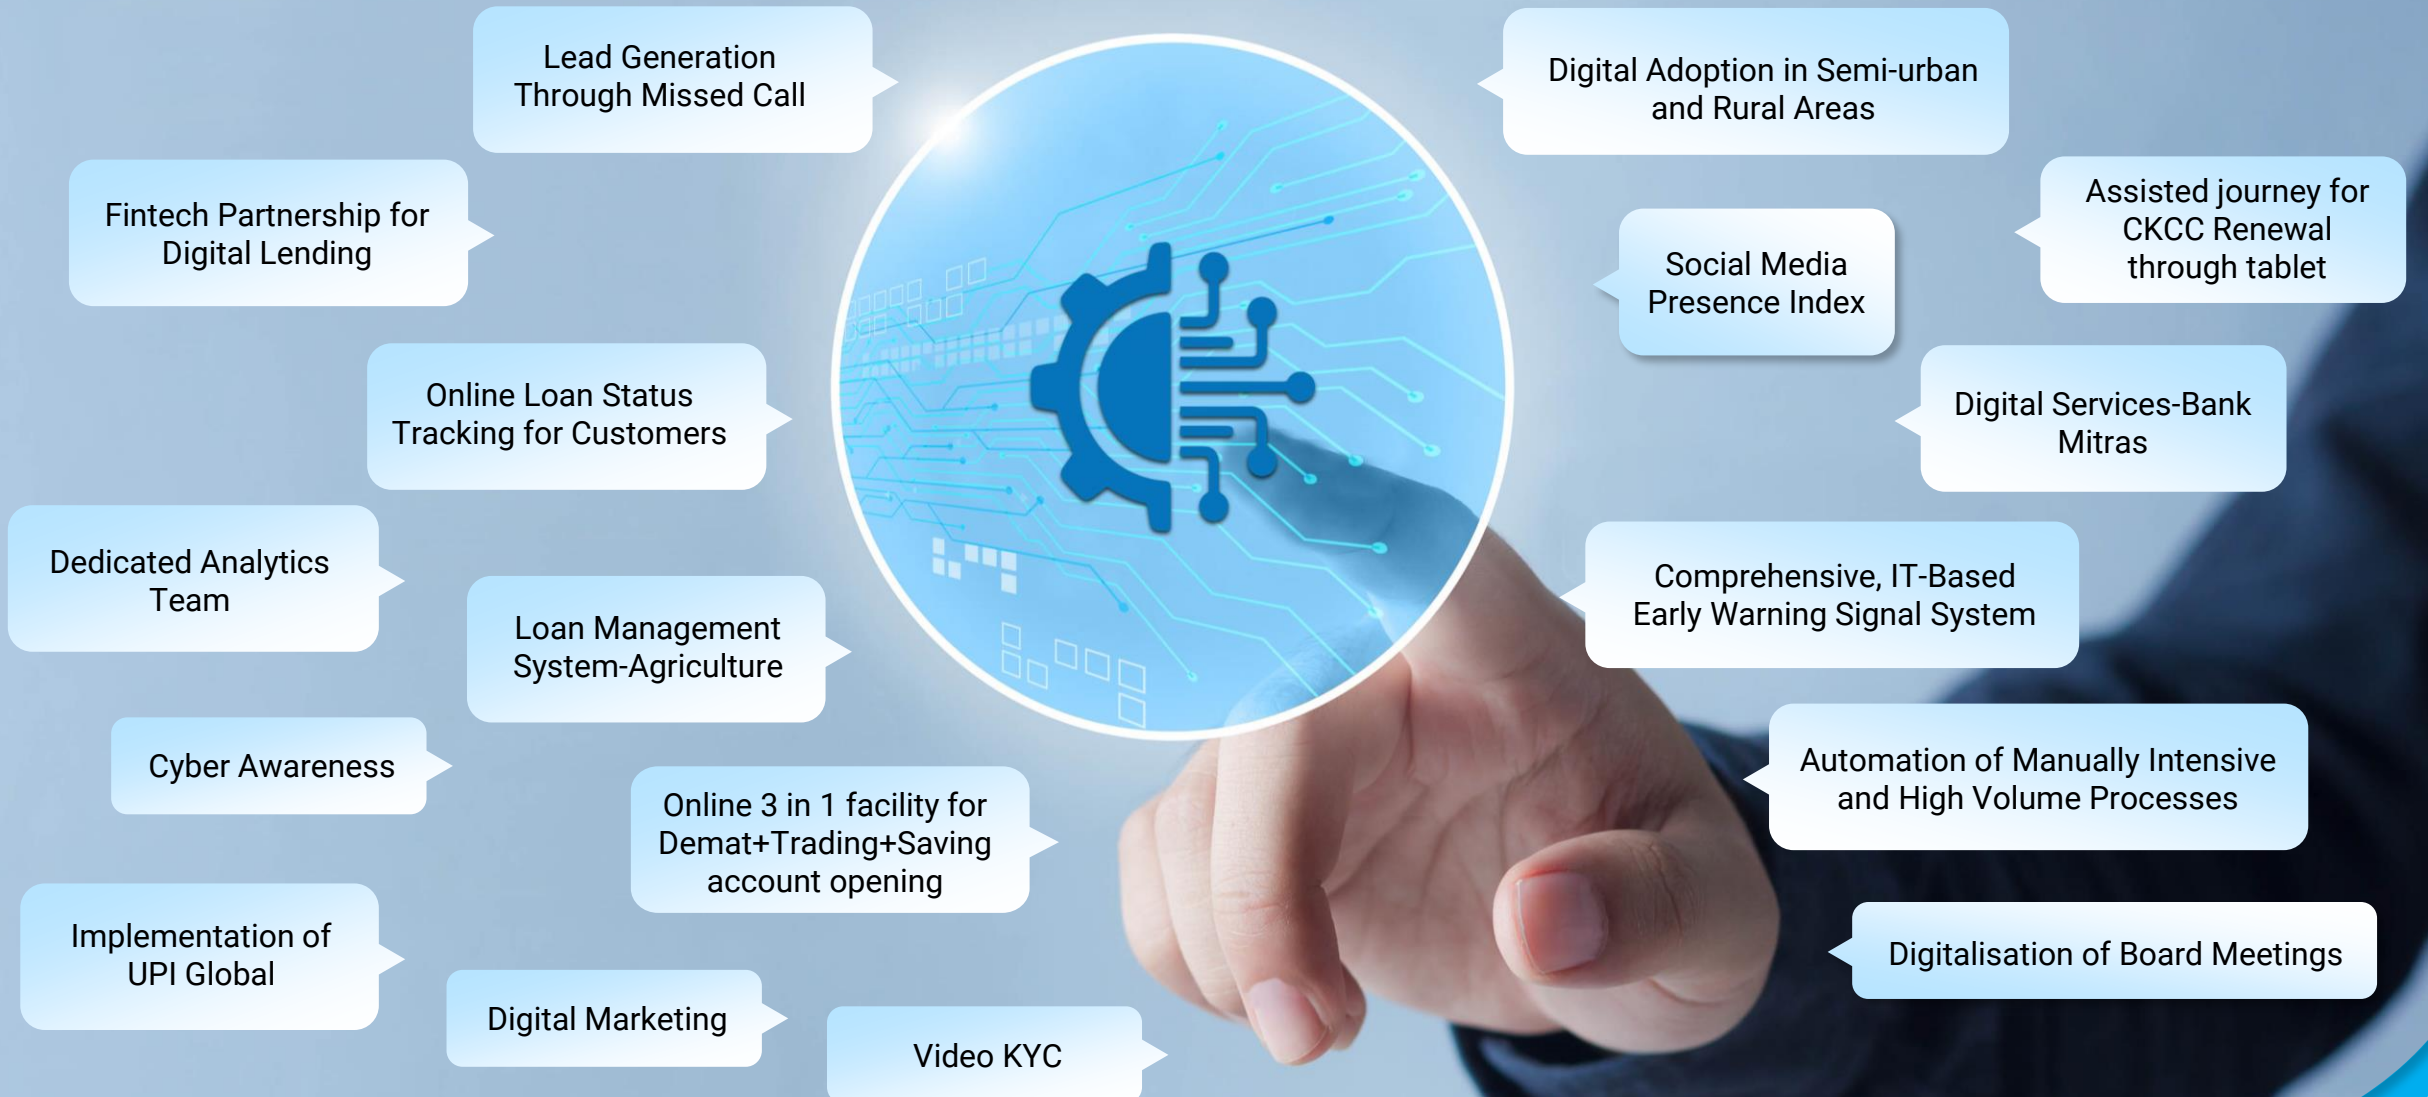 Lead Generation
Through Missed Call
Fintech Partnership for
Digital Lending
Online Loan Status
Tracking for Customers
Dedicated Analytics
Team
Loan Management
System-Agriculture
Cyber Awareness
Online 3 in 1 facility for
Demat+Trading+Saving
account opening
Implementation of
UPI Global
Digital Marketing
Video KYC
Digital Adoption in Semi-urban
and Rural Areas
Assisted journey for
CKCC Renewal
through tablet
Social Media
Presence Index
Digital Services-Bank
Mitras
Comprehensive, IT-Based
Early Warning Signal System
Automation of Manually Intensive
and High Volume Processes
Digitalisation of Board Meetings